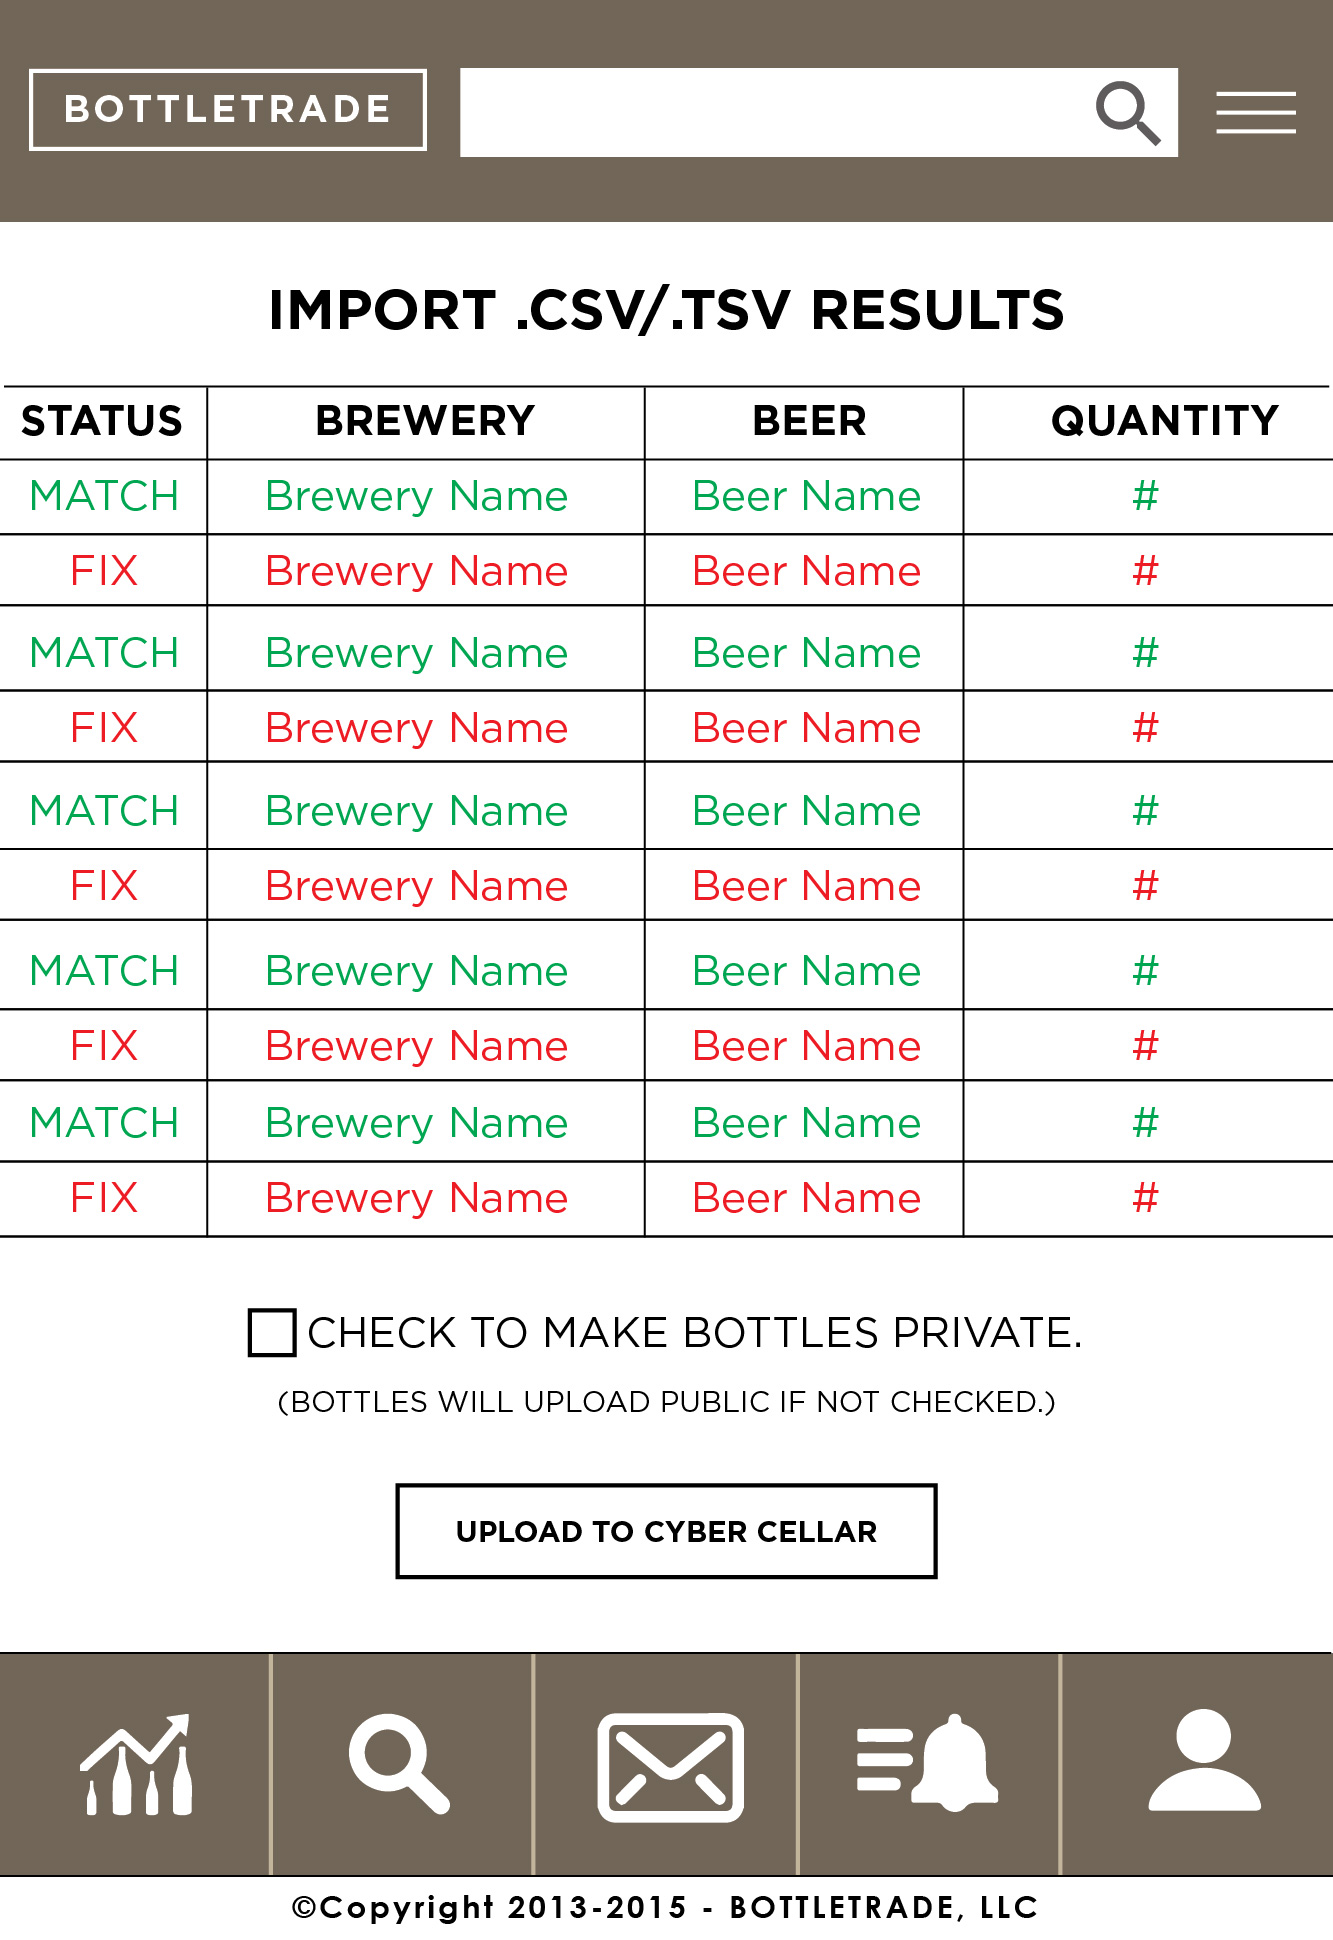 BOTTLETRADE
IMPORT .CSV/.TSV RESULTS
STATUS BREWERY BEER QUANTITY
MATCH Brewery Name Beer Name #
FIX Brewery Name Beer Name #
MATCH Brewery Name Beer Name #
FIX Brewery Name Beer Name #
MATCH Brewery Name Beer Name #
FIX Brewery Name Beer Name #
MATCH Brewery Name Beer Name #
FIX Brewery Name Beer Name #
MATCH Brewery Name Beer Name #
FIX Brewery Name Beer Name #
CHECK TO MAKE BOTTLES PRIVATE.
(BOTTLES WILL UPLOAD PUBLIC IF NOT CHECKED.)
UPLOAD TO CYBER CELLAR
©Copyright 2013-2015 - BOTTLETRADE, LLC